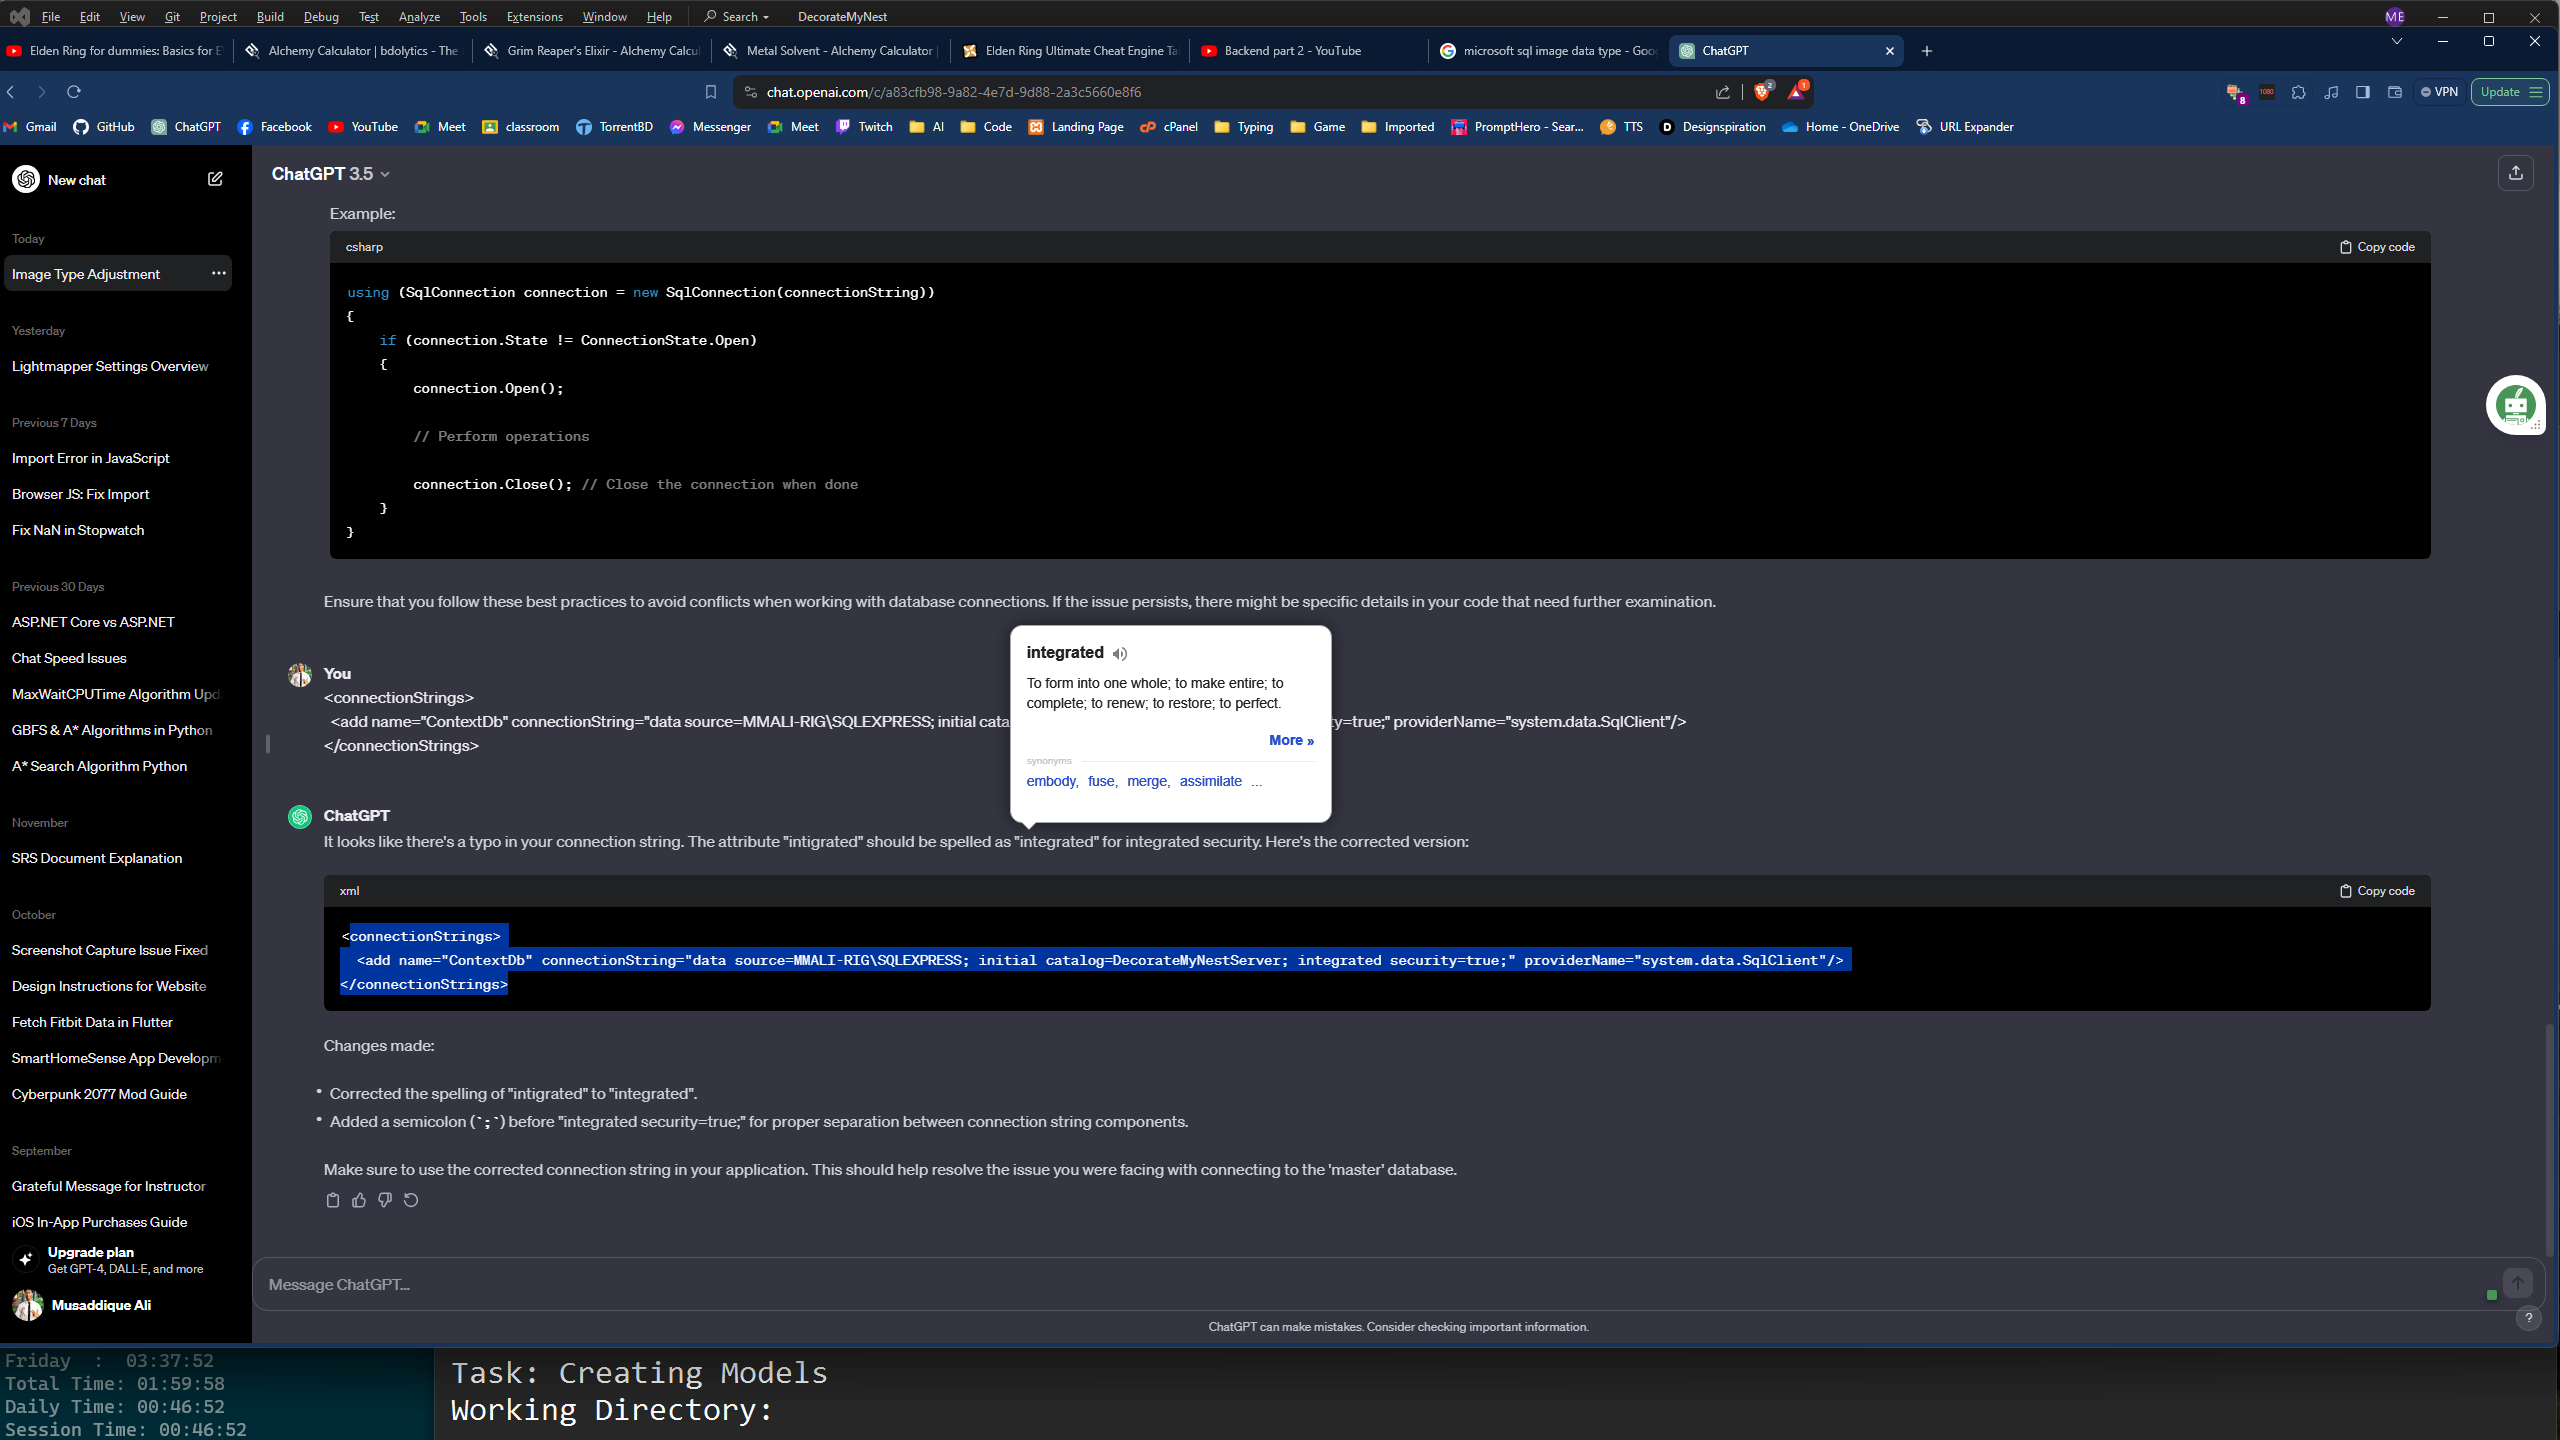 File Edit View Git Project Build Debug Test Analyze Tools Extensions Window Help Search DecorateMyNest ME
Elden Ring for dummies: Basics for E Alchemy Calculator | bdolytics - The Grim Reaper's Elixir - Alchemy Calcu Metal Solvent - Alchemy Calculator Elden Ring Ultimate Cheat Engine Ta Backend part 2 - YouTube microsoft sql image data type - Goo ChatGPT
chat.openai.com/c/a83cfb98-9a82-4e7d-9d88-2a3c5660e8f6 2 1 8 1080 VPN Update
Gmail GitHub ChatGPT Facebook YouTube Meet classroom TorrentBD Messenger Meet Twitch AI Code Landing Page cPanel Typing Game Imported PromptHero - Sear... TTS Designspiration Home - OneDrive URL Expander
New chat
Today
Image Type Adjustment
Yesterday
Lightmapper Settings Overview
Previous 7 Days
Import Error in JavaScript
Browser JS: Fix Import
Fix NaN in Stopwatch
Previous 30 Days
ASP.NET Core vs ASP.NET
Chat Speed Issues
MaxWaitCPUTime Algorithm Upd
GBFS & A* Algorithms in Python
A* Search Algorithm Python
November
SRS Document Explanation
October
Screenshot Capture Issue Fixed
Design Instructions for Website
Fetch Fitbit Data in Flutter
SmartHomeSense App Developm
Cyberpunk 2077 Mod Guide
September
Grateful Message for Instructor
iOS In-App Purchases Guide
Upgrade plan
Get GPT-4, DALL·E, and more
Musaddique Ali
ChatGPT 3.5
Example:
csharp Copy code
using (SqlConnection connection = new SqlConnection(connectionString))
{
if (connection.State != ConnectionState.Open)
{
connection.Open();
// Perform operations
connection.Close(); // Close the connection when done
}
}
Ensure that you follow these best practices to avoid conflicts when working with database connections. If the issue persists, there might be specific details in your code that need further examination.
You
<connectionStrings>
<add name="ContextDb" connectionString="data source=MMALI-RIG\SQLEXPRESS; initial cata y=true;" providerName="system.data.SqlClient"/>
</connectionStrings>
integrated
To form into one whole; to make entire; to
complete; to renew; to restore; to perfect.
More »
synonyms
embody, fuse, merge, assimilate ...
ChatGPT
It looks like there's a typo in your connection string. The attribute "intigrated" should be spelled as "integrated" for integrated security. Here's the corrected version:
xml Copy code
<connectionStrings>
<add name="ContextDb" connectionString="data source=MMALI-RIG\SQLEXPRESS; initial catalog=DecorateMyNestServer; integrated security=true;" providerName="system.data.SqlClient"/>
</connectionStrings>
Changes made:
• Corrected the spelling of "intigrated" to "integrated".
• Added a semicolon (`;`) before "integrated security=true;" for proper separation between connection string components.
Make sure to use the corrected connection string in your application. This should help resolve the issue you were facing with connecting to the 'master' database.
Message ChatGPT...
ChatGPT can make mistakes. Consider checking important information.
?
Friday : 03:37:52
Total Time: 01:59:58
Daily Time: 00:46:52
Session Time: 00:46:52
Task: Creating Models
Working Directory: